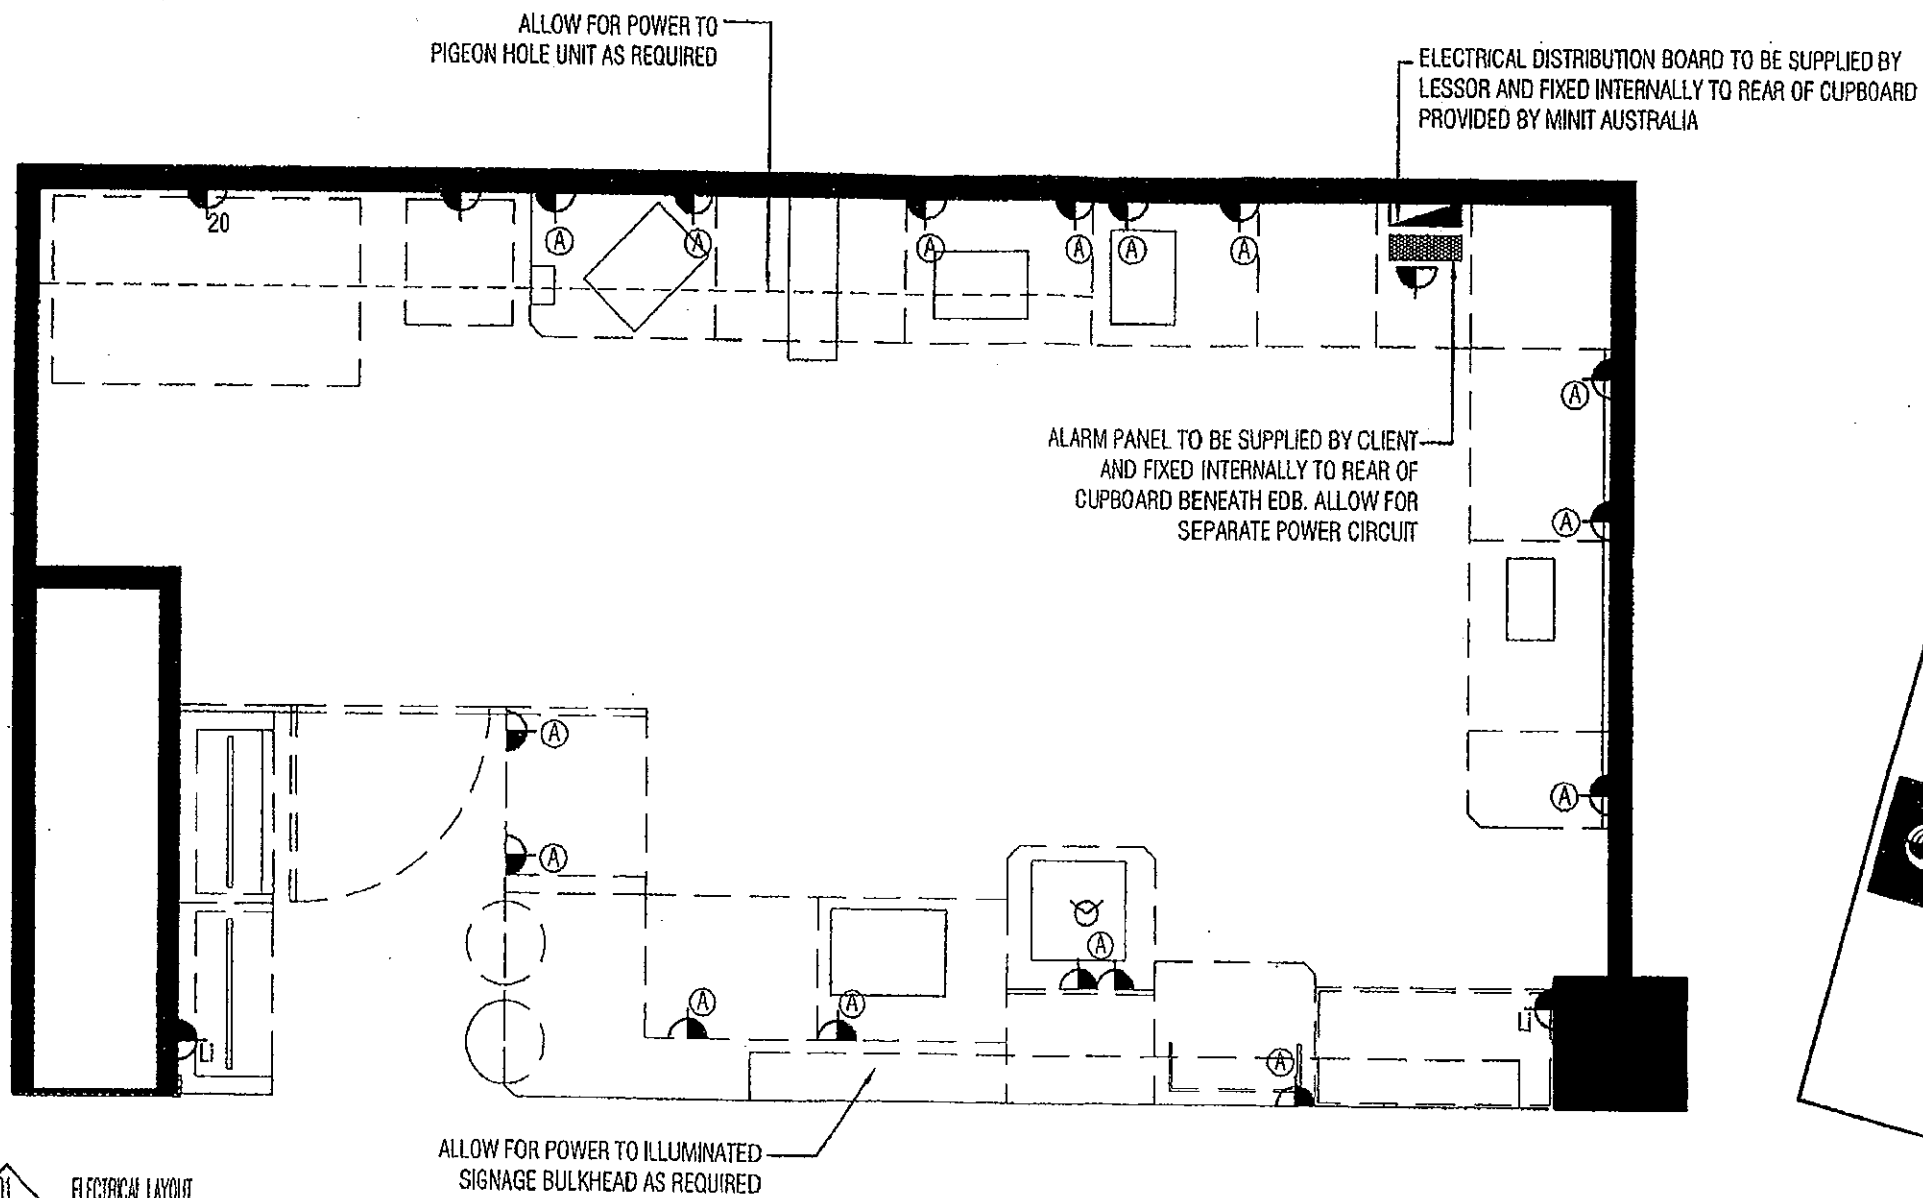 ALLOW FOR POWER TO
PIGEON HOLE UNIT AS REQUIRED
ELECTRICAL DISTRIBUTION BOARD TO BE SUPPLIED BY
LESSOR AND FIXED INTERNALLY TO REAR OF CUPBOARD
PROVIDED BY MINIT AUSTRALIA
20
A
A
A
A
A
A
A
ALARM PANEL TO BE SUPPLIED BY CLIENT
AND FIXED INTERNALLY TO REAR OF
CUPBOARD BENEATH EDB. ALLOW FOR
SEPARATE POWER CIRCUIT
A
A
A
A
A
A
A
A
ALLOW FOR POWER TO ILLUMINATED
SIGNAGE BULKHEAD AS REQUIRED
01
ELECTRICAL LAYOUT